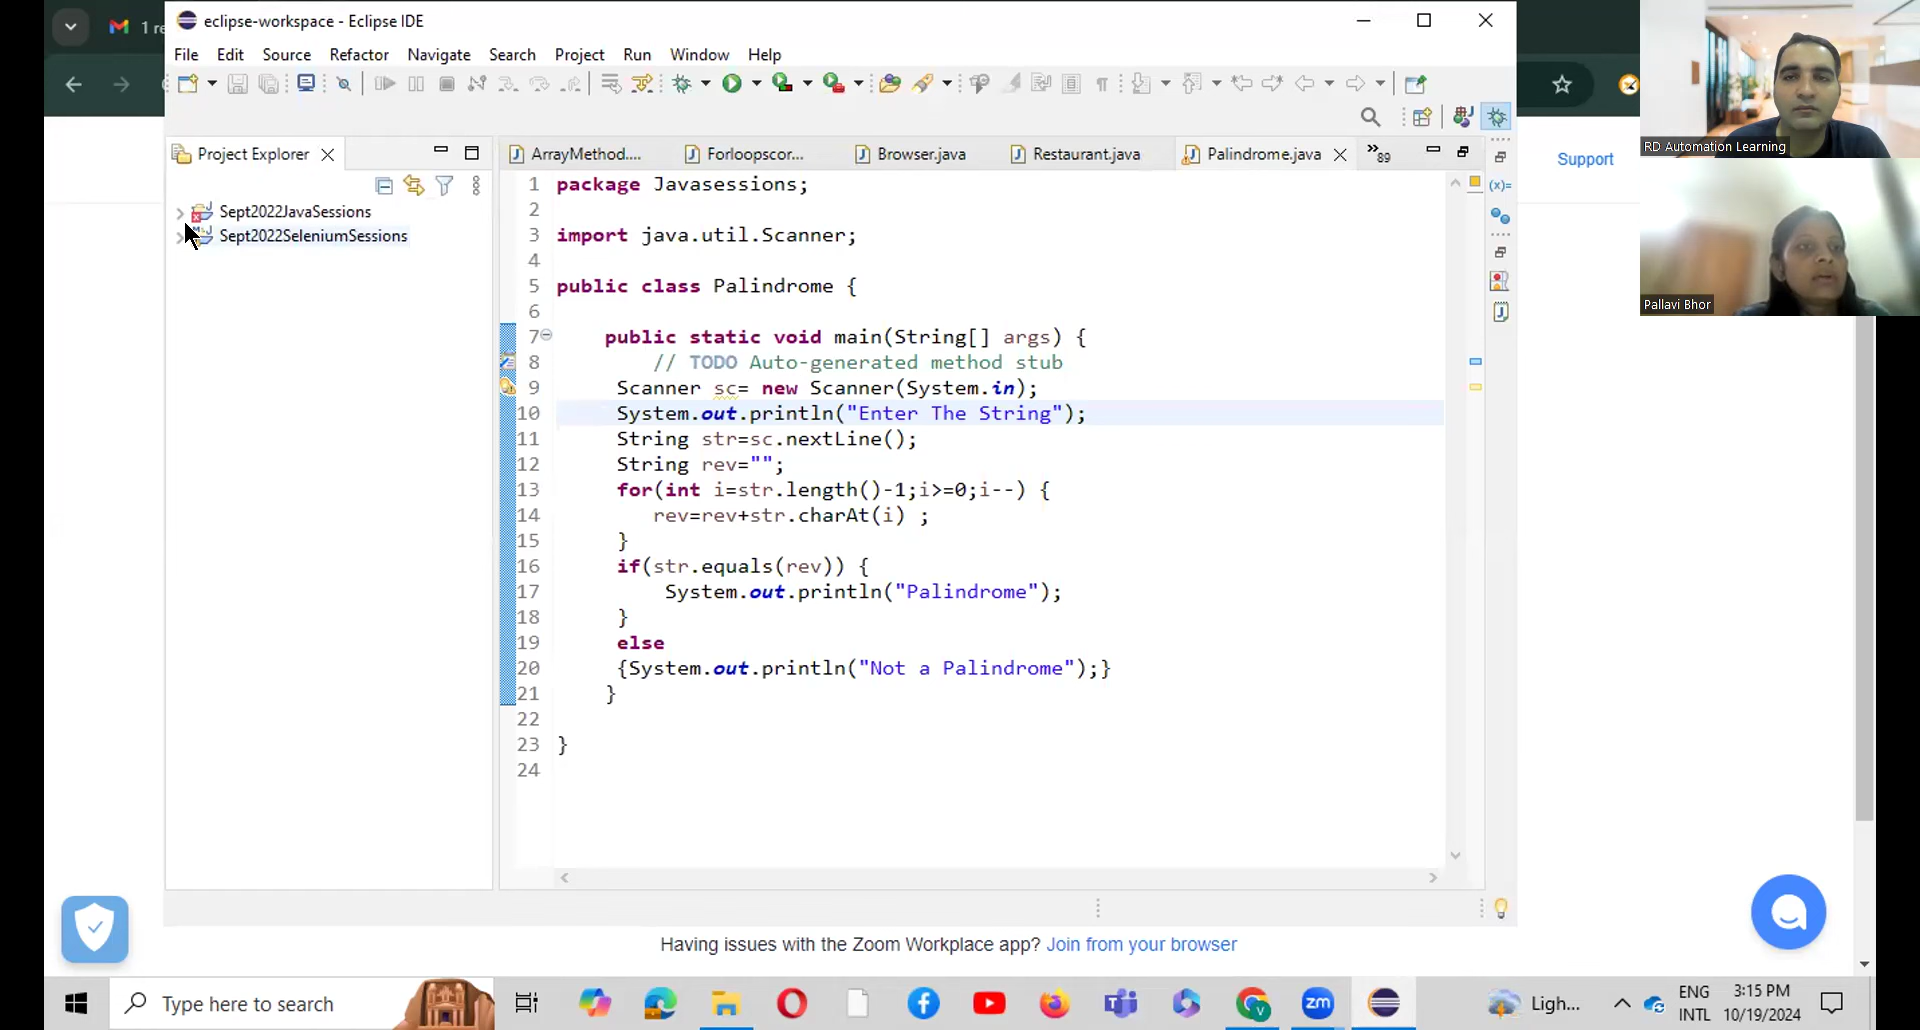 1 re
eclipse-workspace - Eclipse IDE
File Edit Source Refactor Navigate Search Project Run Window Help
Project Explorer
ArrayMethod....
Forloopscor...
Browser.java
Restaurant.java
Palindrome.java
»89
Sept2022JavaSessions
Sept2022SeleniumSessions
1 package Javasessions;
2
3 import java.util.Scanner;
4
5 public class Palindrome {
6
7 public static void main(String[] args) {
8 // TODO Auto-generated method stub
9 Scanner sc= new Scanner(System.in);
10 System.out.println("Enter The String");
11 String str=sc.nextLine();
12 String rev="";
13 for(int i=str.length()-1;i>=0;i--) {
14 rev=rev+str.charAt(i) ;
15 }
16 if(str.equals(rev)) {
17 System.out.println("Palindrome");
18 }
19 else
20 {System.out.println("Not a Palindrome");}
21 }
22
23 }
24
(x)=
RD Automation Learning
Support
Pallavi Bhor
Having issues with the Zoom Workplace app? Join from your browser
Type here to search
zm
Ligh...
ENG
INTL
3:15 PM
10/19/2024